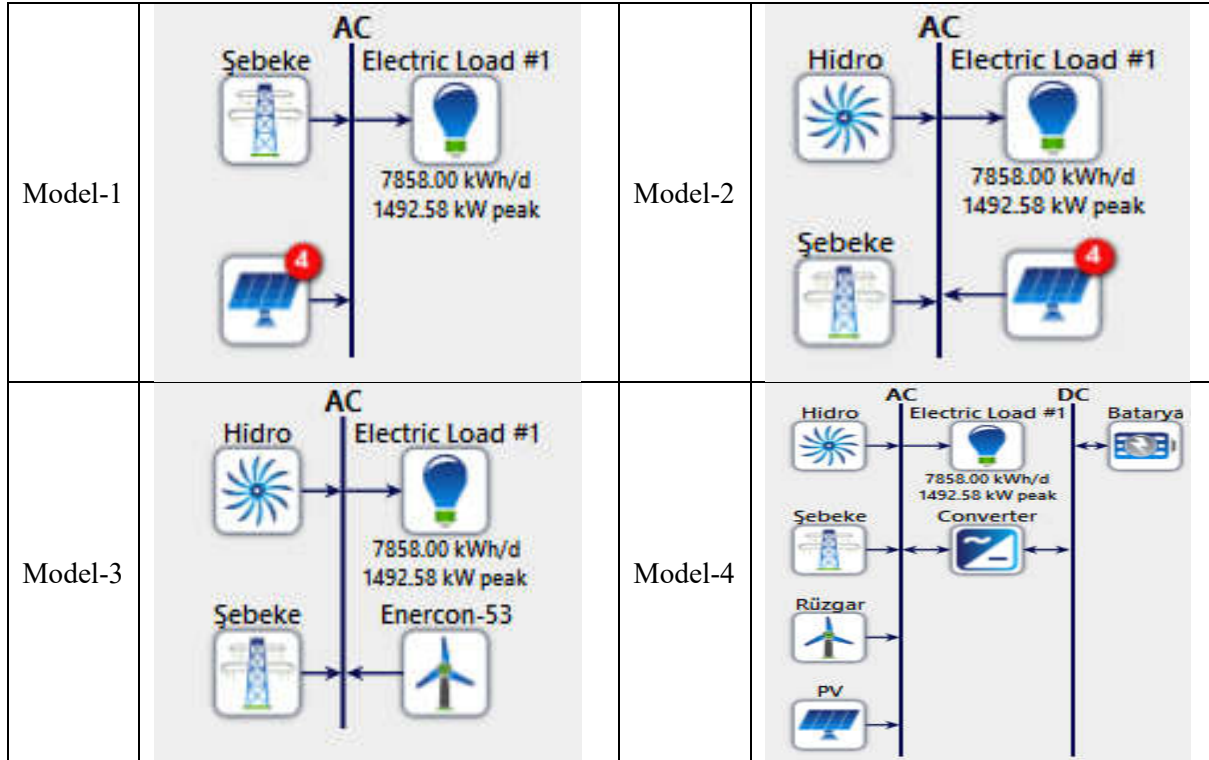 Model-1
AC
Şebeke
Electric Load #1
7858.00 kWh/d
1492.58 kW peak
4
Model-2
AC
Hidro
Electric Load #1
7858.00 kWh/d
1492.58 kW peak
Şebeke
4
Model-3
AC
Hidro
Electric Load #1
7858.00 kWh/d
1492.58 kW peak
Şebeke
Enercon-53
Model-4
AC
DC
Hidro
Electric Load #1
Batarya
7858.00 kWh/d
1492.58 kW peak
Şebeke
Converter
Rüzgar
PV